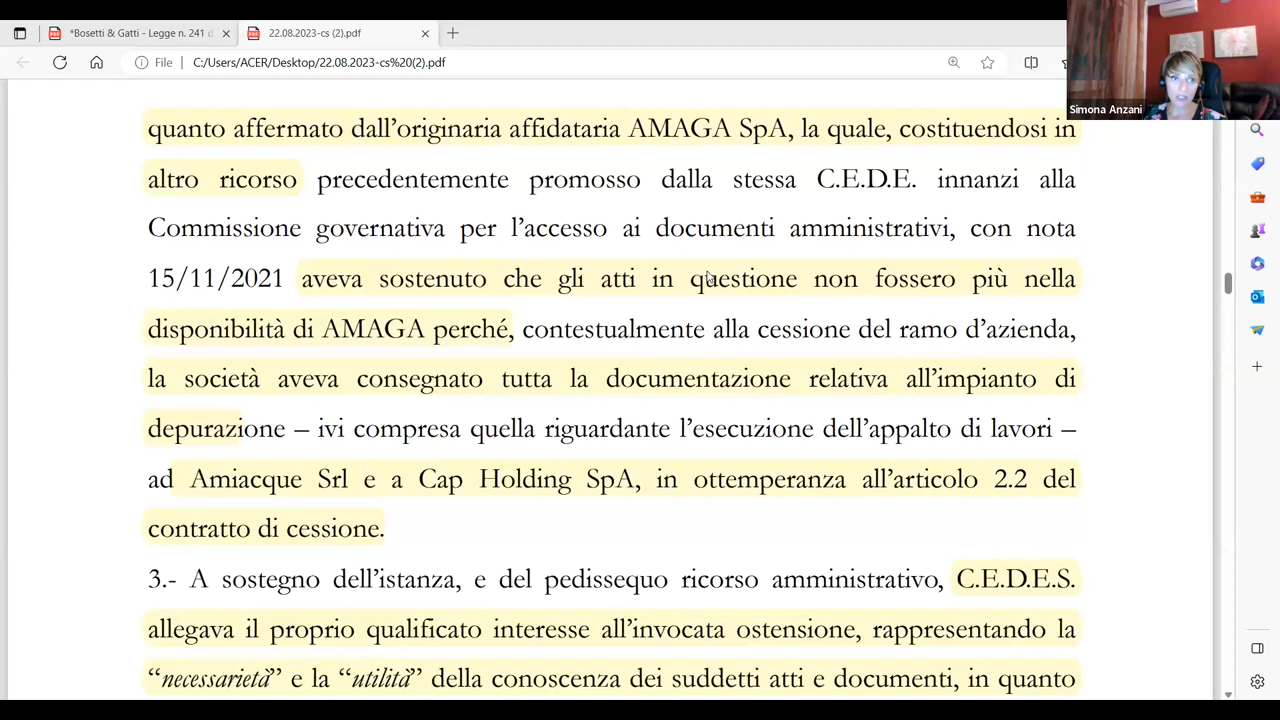 *Bosetti & Gatti - Legge n. 241 d
22.08.2023-cs (2).pdf
File
C:/Users/ACER/Desktop/22.08.2023-cs%20(2).pdf
Simona Anzani
quanto affermato dall’originaria affidataria AMAGA SpA, la quale, costituendosi in
altro ricorso precedentemente promosso dalla stessa C.E.D.E. innanzi alla
Commissione governativa per l’accesso ai documenti amministrativi, con nota
15/11/2021 aveva sostenuto che gli atti in questione non fossero più nella
disponibilità di AMAGA perché, contestualmente alla cessione del ramo d’azienda,
la società aveva consegnato tutta la documentazione relativa all’impianto di
depurazione – ivi compresa quella riguardante l’esecuzione dell’appalto di lavori –
ad Amiacque Srl e a Cap Holding SpA, in ottemperanza all’articolo 2.2 del
contratto di cessione.
3.- A sostegno dell’istanza, e del pedissequo ricorso amministrativo, C.E.D.E.S.
allegava il proprio qualificato interesse all’invocata ostensione, rappresentando la
“necessarietà” e la “utilità” della conoscenza dei suddetti atti e documenti, in quanto